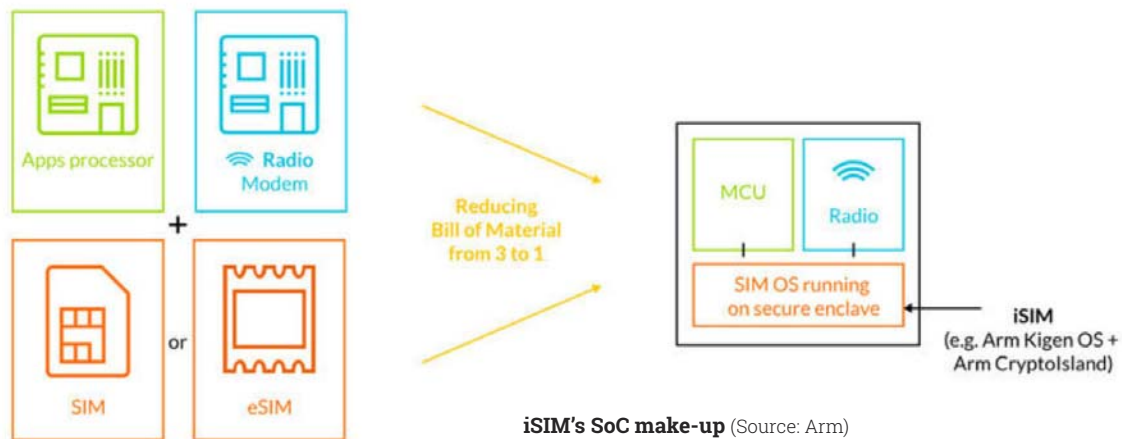 Apps processor
Radio
Modem
+
SIM
or
eSIM
Reducing
Bill of Material
from 3 to 1
MCU
Radio
SIM OS running
on secure enclave
iSIM
(e.g. Arm Kigen OS +
Arm CryptoIsland)
iSIM's SoC make-up (Source: Arm)